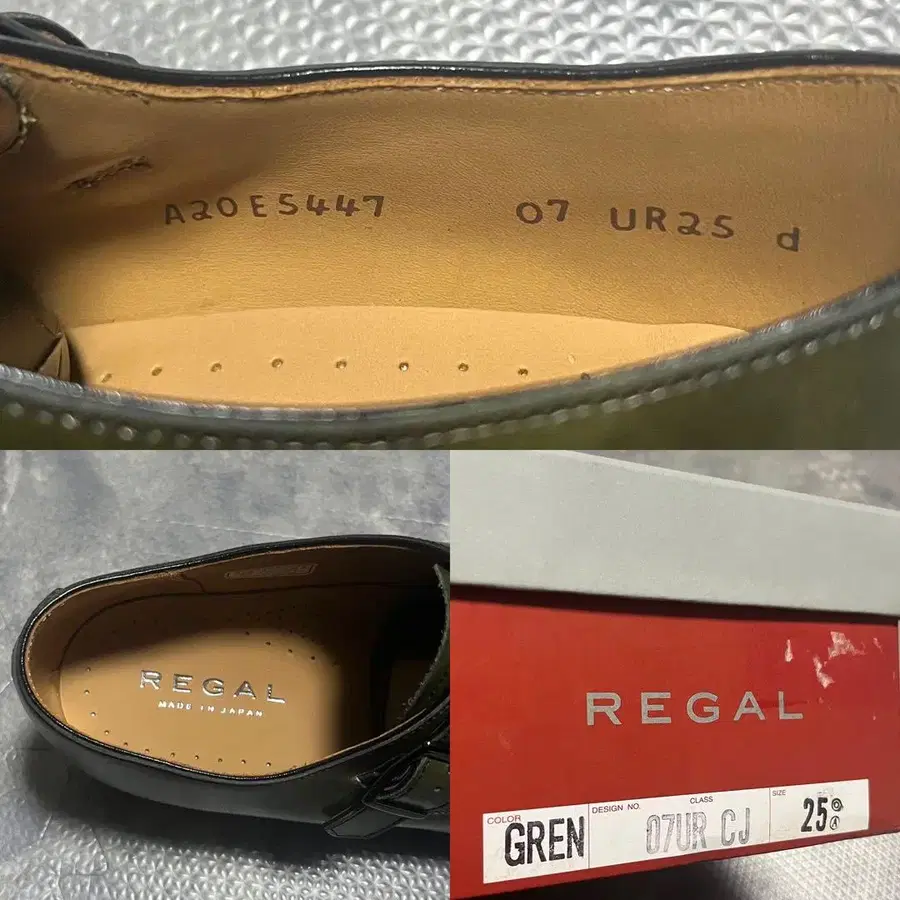 A20E5447 07 UR25 d
REGAL
MADE IN JAPAN
REGAL
COLOR DESIGN NO. CLASS SIZE
GREN 07UR CJ 25